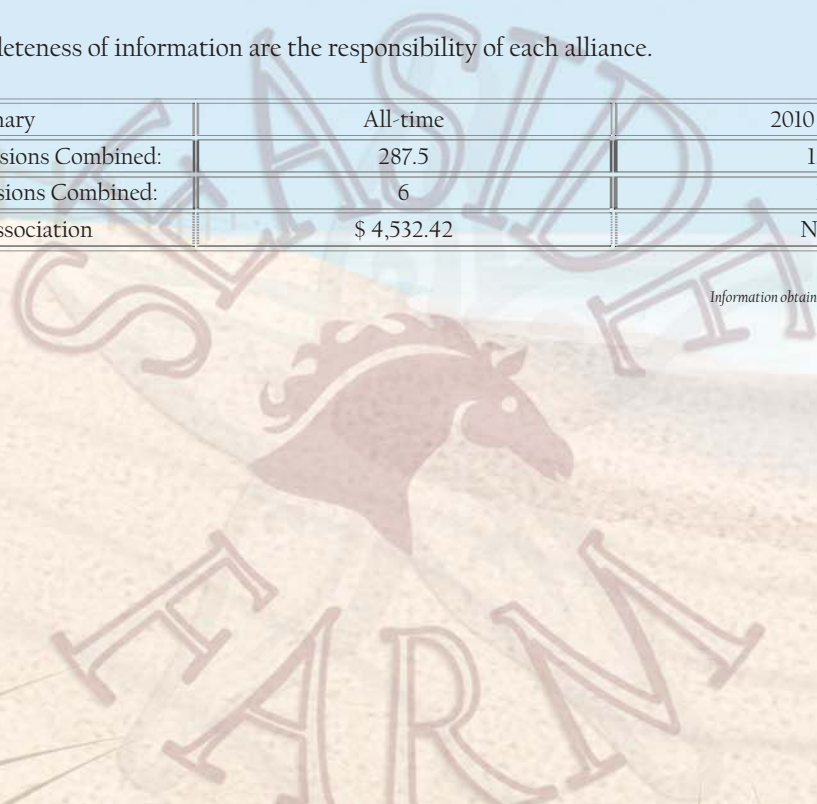 leteness of information are the responsibility of each alliance.
nary All-time 2010
sions Combined: 287.5 1
sions Combined: 6
ssociation $ 4,532.42 N
Information obtain
SEASIDE
FARM